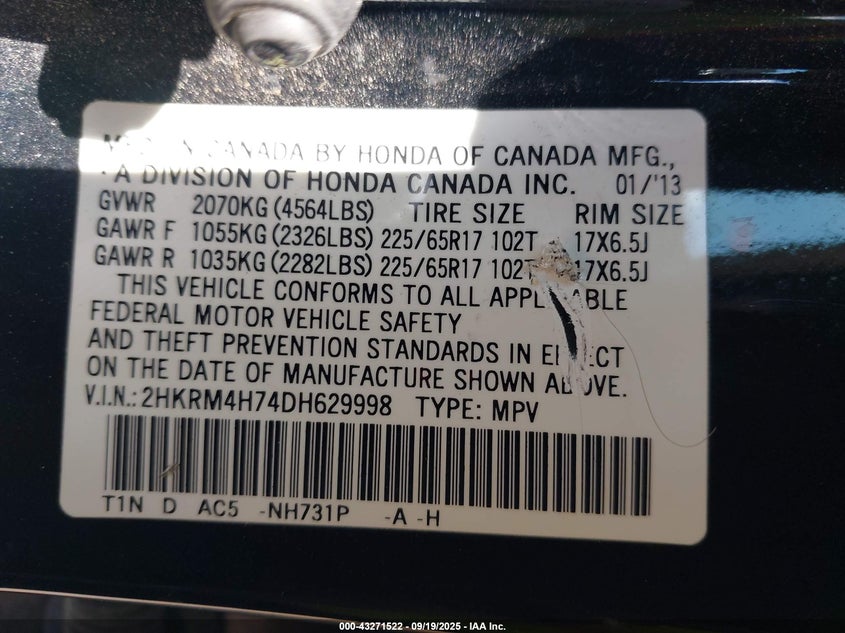 CANADA BY HONDA OF CANADA MFG.,
A DIVISION OF HONDA CANADA INC. 01/'13
GVWR 2070KG (4564LBS) TIRE SIZE RIM SIZE
GAWR F 1055KG (2326LBS) 225/65R17 102T 17X6.5J
GAWR R 1035KG (2282LBS) 225/65R17 102T 17X6.5J
THIS VEHICLE CONFORMS TO ALL APPLICABLE
FEDERAL MOTOR VEHICLE SAFETY
AND THEFT PREVENTION STANDARDS IN EFFECT
ON THE DATE OF MANUFACTURE SHOWN ABOVE.
V.I.N.: 2HKRM4H74DH629998 TYPE: MPV
T1N D AC5 -NH731P -A -H
000-43271522 - 09/19/2025 - IAA Inc.